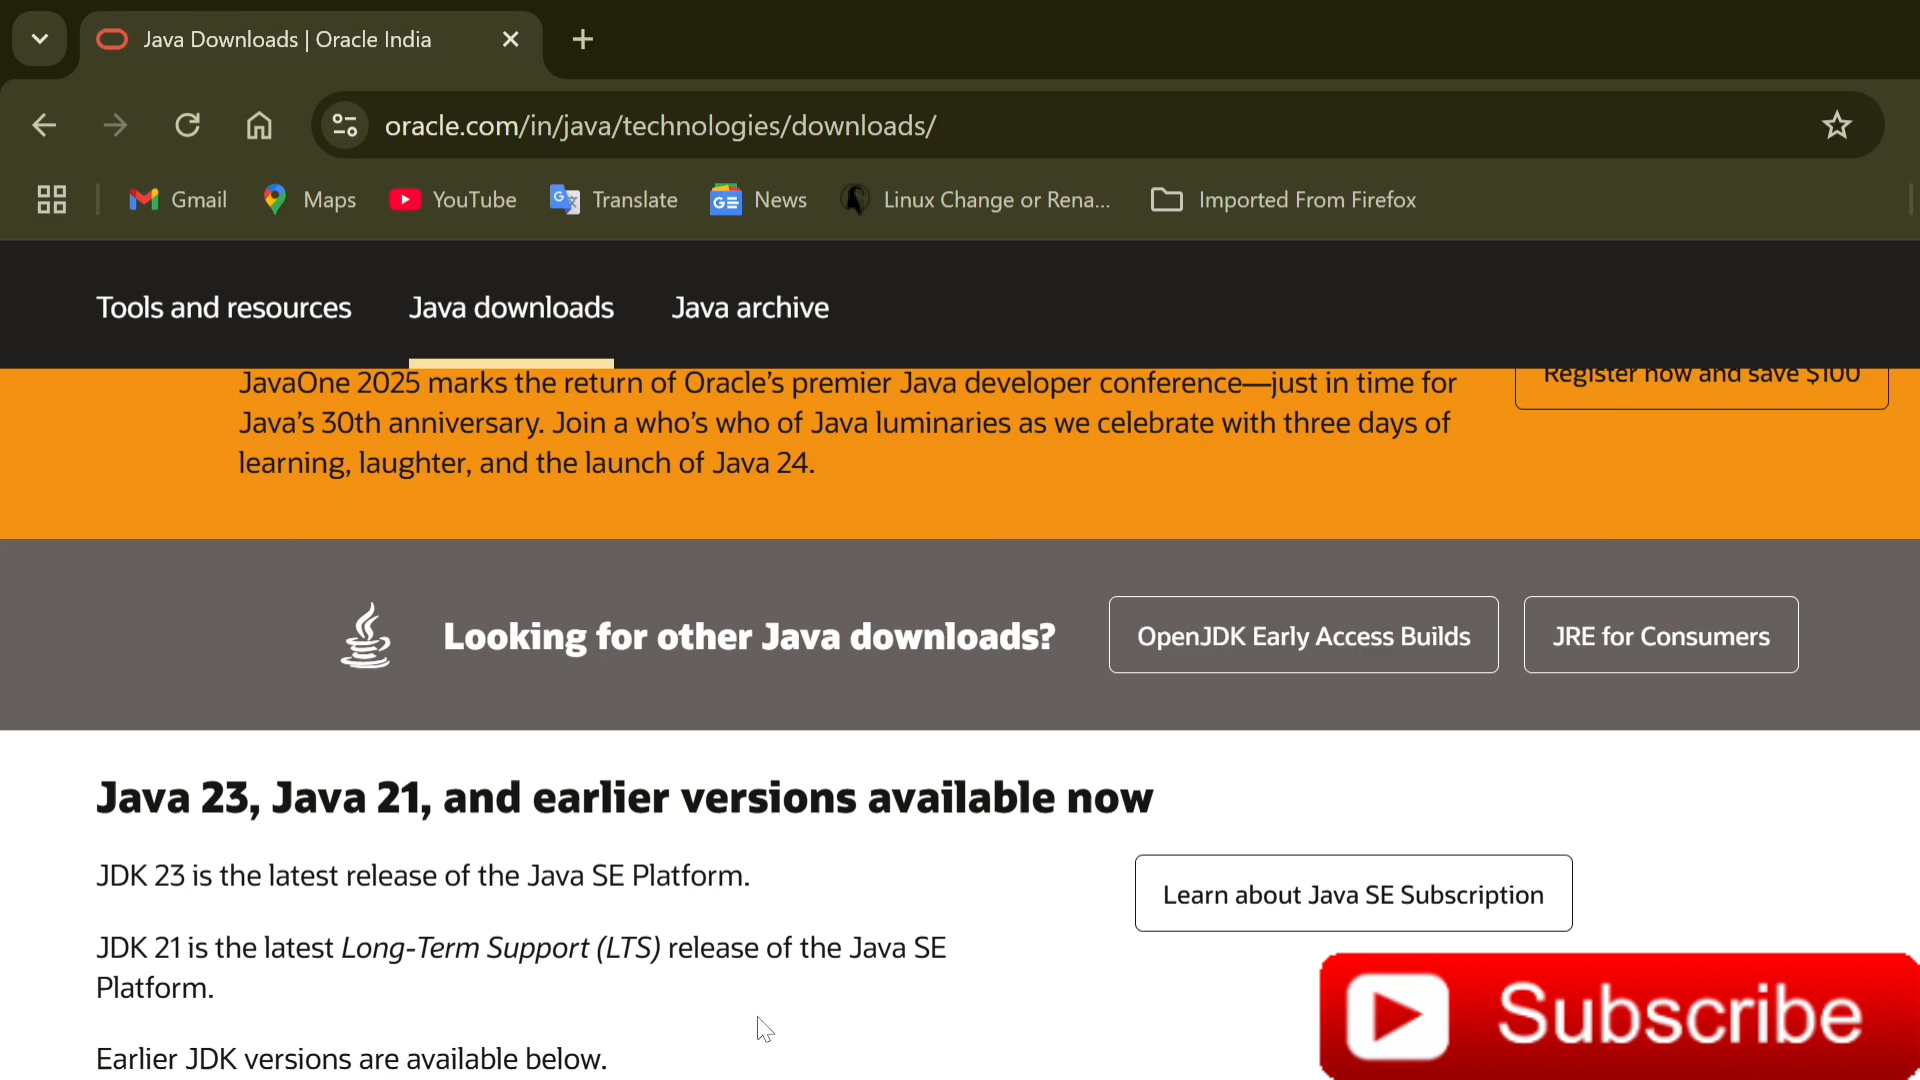 Java Downloads | Oracle India
oracle.com/in/java/technologies/downloads/
Gmail Maps YouTube Translate News Linux Change or Rena... Imported From Firefox
Tools and resources Java downloads Java archive
JavaOne 2025 marks the return of Oracle's premier Java developer conference—just in time for
Java's 30th anniversary. Join a who's who of Java luminaries as we celebrate with three days of
learning, laughter, and the launch of Java 24.
Register now and save $100
Looking for other Java downloads?
OpenJDK Early Access Builds
JRE for Consumers
Java 23, Java 21, and earlier versions available now
JDK 23 is the latest release of the Java SE Platform.
JDK 21 is the latest Long-Term Support (LTS) release of the Java SE
Platform.
Earlier JDK versions are available below.
Learn about Java SE Subscription
Subscribe